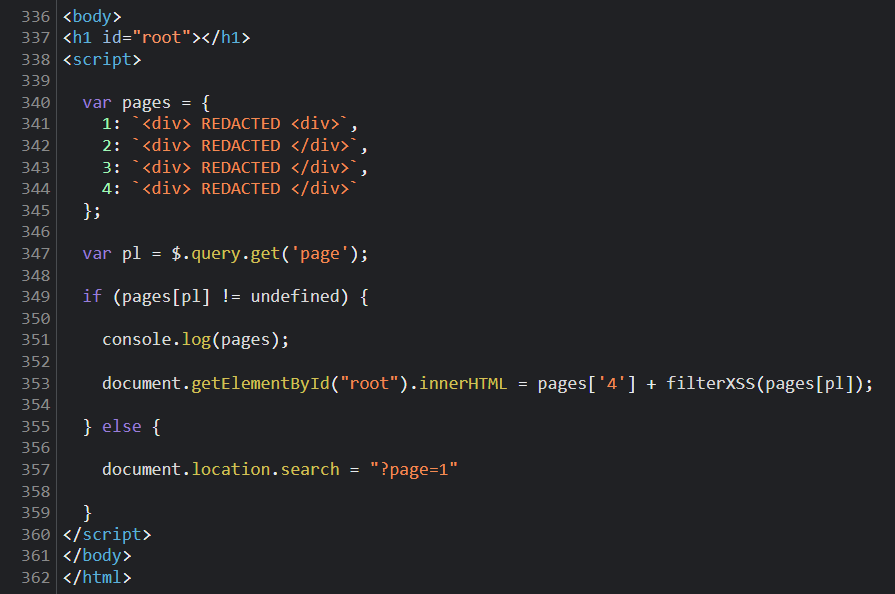 336 <body>
337 <h1 id="root"></h1>
338 <script>
339
340 var pages = {
341 1: `<div> REDACTED <div>`,
342 2: `<div> REDACTED </div>`,
343 3: `<div> REDACTED </div>`,
344 4: `<div> REDACTED </div>`
345 };
346
347 var pl = $.query.get('page');
348
349 if (pages[pl] != undefined) {
350
351 console.log(pages);
352
353 document.getElementById("root").innerHTML = pages['4'] + filterXSS(pages[pl]);
354
355 } else {
356
357 document.location.search = "?page=1"
358
359 }
360 </script>
361 </body>
362 </html>